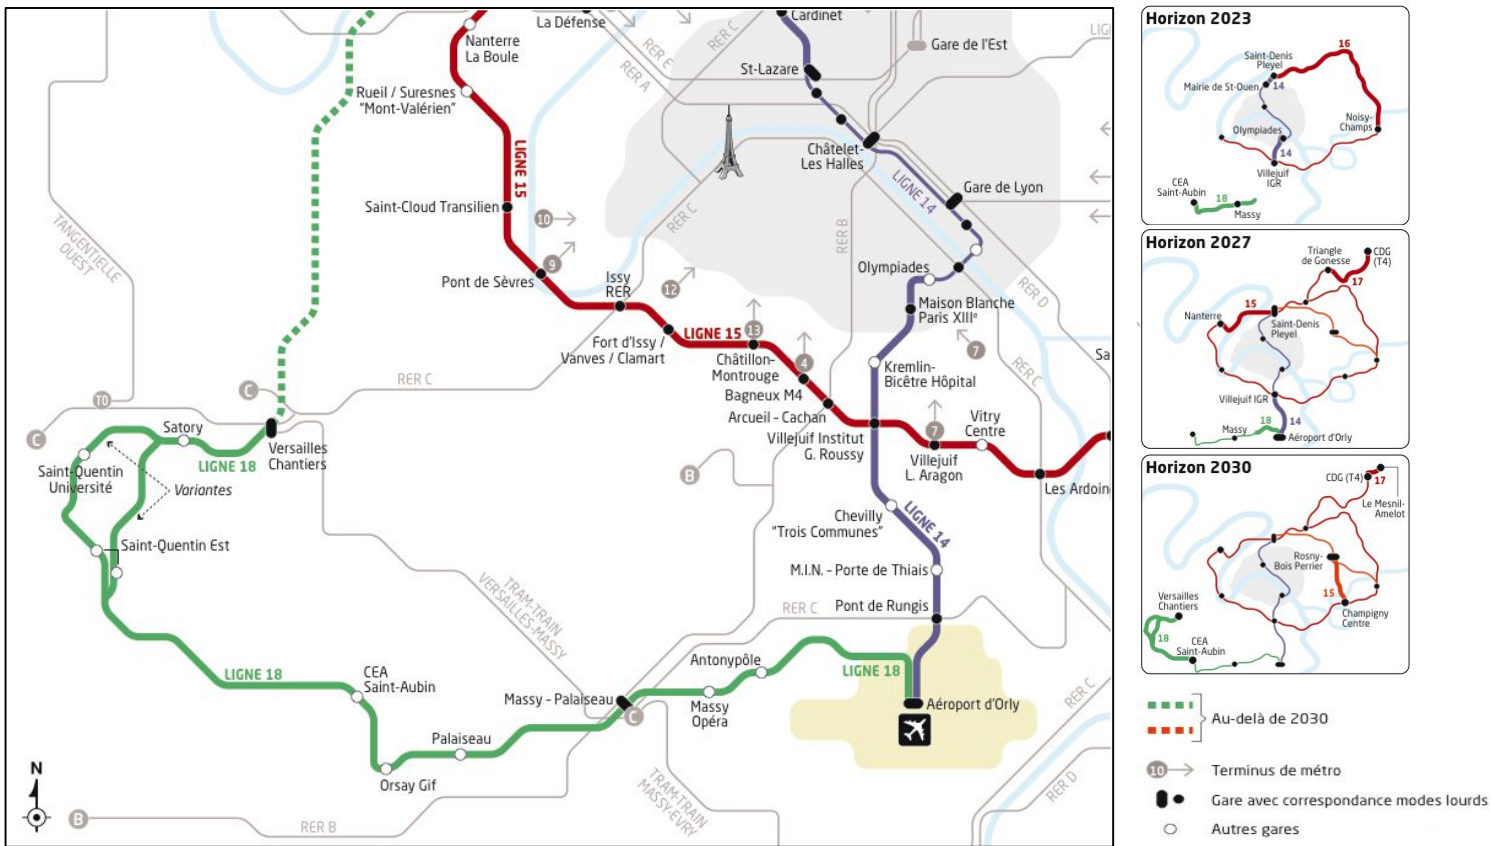 La Défense
Cardinet
Nanterre
La Boule
RER E
RER C
RER A
Gare de l'Est
LIG
St-Lazare
Rueil / Suresnes
"Mont-Valérien"
LIGNE 15
Châtelet-
Les Halles
LIGNE 14
Gare de Lyon
Saint-Cloud Transilien
10
RER C
RER B
TANGENTIELLE
OUEST
9
Pont de Sèvres
Issy
RER
12
Olympiades
RER D
Maison Blanche
Paris XIIIe
Fort d'Issy /
Vanves / Clamart
LIGNE 15
13
Châtillon-
Montrouge
4
7
Sa
Kremlin-
Bicêtre Hôpital
RER C
Bagneux M4
C
RER C
T0
Arcueil - Cachan
Villejuif Institut
G. Roussy
7
Vitry
Centre
C
Satory
Versailles
Chantiers
LIGNE 18
Villejuif
L. Aragon
Saint-Quentin
Université
Variantes
B
Les Ardoin
Chevilly
"Trois Communes"
LIGNE 14
Saint-Quentin Est
M.I.N. - Porte de Thiais
TRAM-TRAIN
VERSAILLES-MASSY
RER C
Pont de Rungis
LIGNE 18
CEA
Saint-Aubin
Antonypôle
LIGNE 18
Massy - Palaiseau
C
Massy
Opéra
Aéroport d'Orly
RER C
Palaiseau
Orsay Gif
N
TRAM-TRAIN
MASSY-EVRY
RER D
B
RER B
Horizon 2023
16
Saint-Denis
Pleyel
Mairie de St-Ouen
14
Noisy-
Champs
Olympiades
14
Villejuif
IGR
CEA
Saint-Aubin
18
Massy
Horizon 2027
Triangle
de Gonesse
CDG
(T4)
17
15
Nanterre
Saint-Denis
Pleyel
Villejuif IGR
18
14
Massy
Aéroport d'Orly
Horizon 2030
CDG (T4)
17
Le Mesnil-
Amelot
Rosny-
Bois Perrier
15
Versailles
Chantiers
Champigny
Centre
18
CEA
Saint-Aubin
Au-delà de 2030
10
Terminus de métro
Gare avec correspondance modes lourds
Autres gares